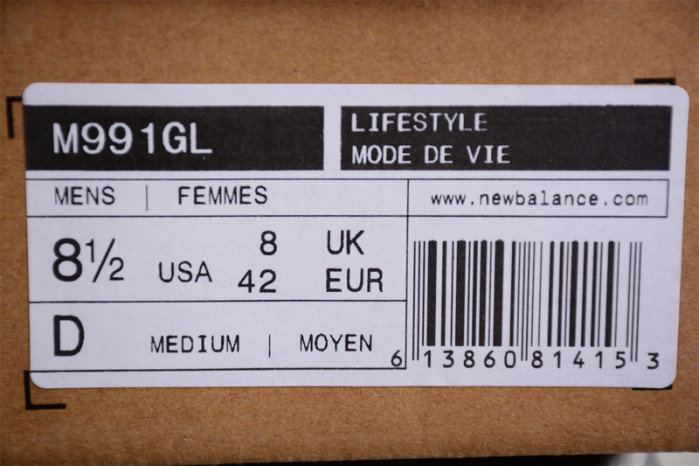 M991GL
LIFESTYLE
MODE DE VIE
MENS | FEMMES
www.newbalance.com
8½ USA 8 UK
42 EUR
D MEDIUM | MOYEN
6 13860 81415 3